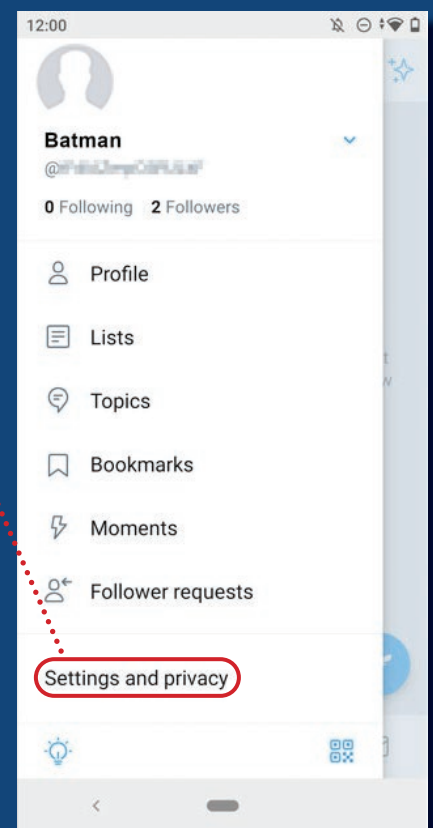 12:00
Batman
@
0 Following 2 Followers
Profile
Lists
Topics
Bookmarks
Moments
Follower requests
Settings and privacy